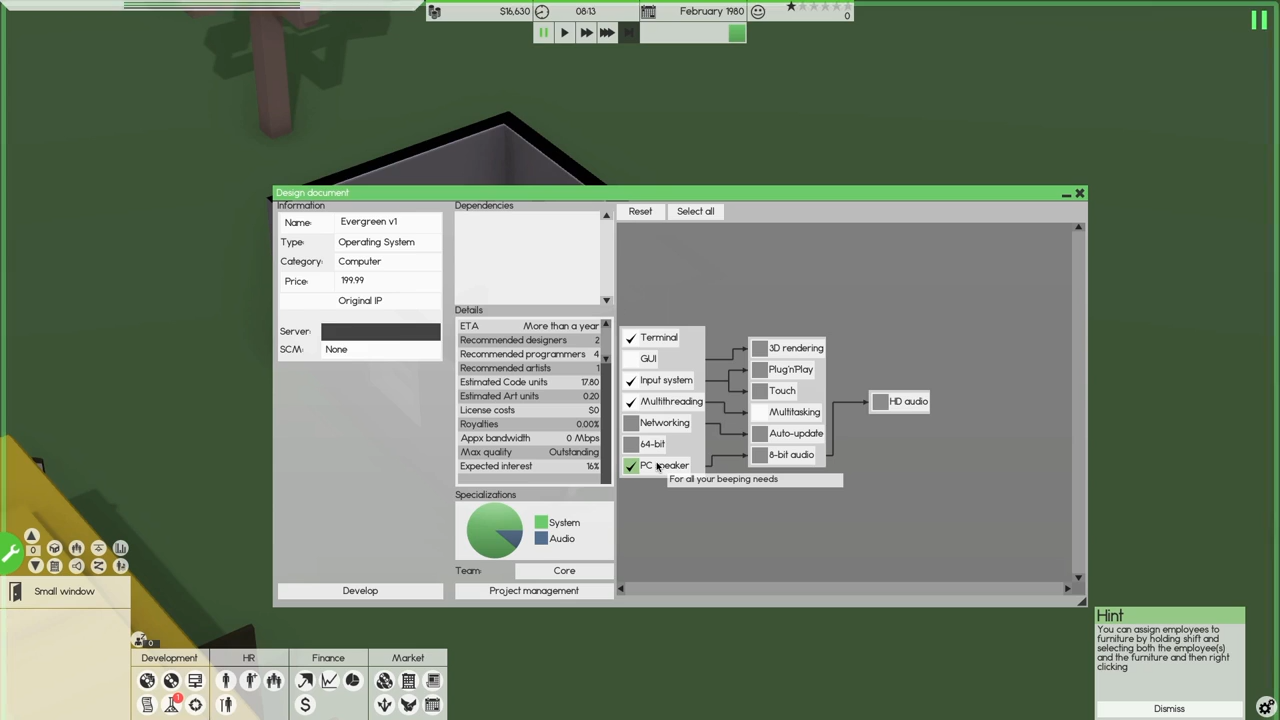 $16,630
08:13
February 1980
0
Design document
Information
Name: Evergreen v1
Type: Operating System
Category: Computer
Price: 199.99
Original IP
Server:
SCM: None
Develop
Dependencies
Details
ETA More than a year
Recommended designers 2
Recommended programmers 4
Recommended artists 1
Estimated Code units 17.80
Estimated Art units 0.20
License costs $0
Royalties 0.00%
Appx bandwidth 0 Mbps
Max quality Outstanding
Expected interest 16%
Specializations
System
Audio
Team: Core
Project management
Reset Select all
Terminal
GUI
Input system
Multithreading
Networking
64-bit
PC speaker
For all your beeping needs
3D rendering
Plug'n'Play
Touch
Multitasking
Auto-update
8-bit audio
HD audio
0
Small window
0
Development HR Finance Market
1
Hint
You can assign employees to
furniture by holding shift and
selecting both the employee(s)
and the furniture and then right
clicking
Dismiss